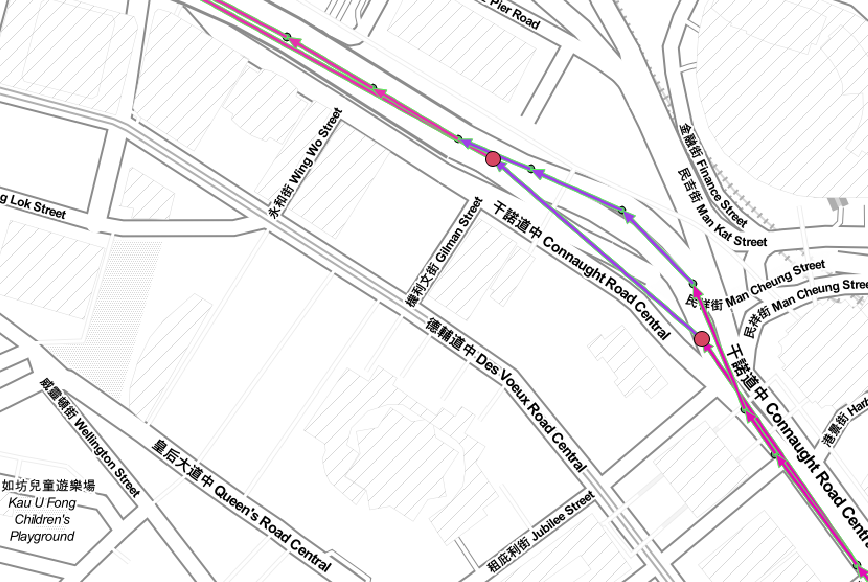 Pier Road
金融街 Finance Street
民吉街 Man Kat Street
永和街 Wing Wo Street
g Lok Street
干諾道中 Connaught Road Central
機利文街 Gilman Street
民祥街 Man Cheung Street
民祥街 Man Cheung Stree
德輔道中 Des Voeux Road Central
干諾道中 Connaught Road Centr
港景街 Harb
威靈頓街 Wellington Street
皇后大道中 Queen's Road Central
租庇利街 Jubilee Street
如坊兒童遊樂場
Kau U Fong
Children's
Playground